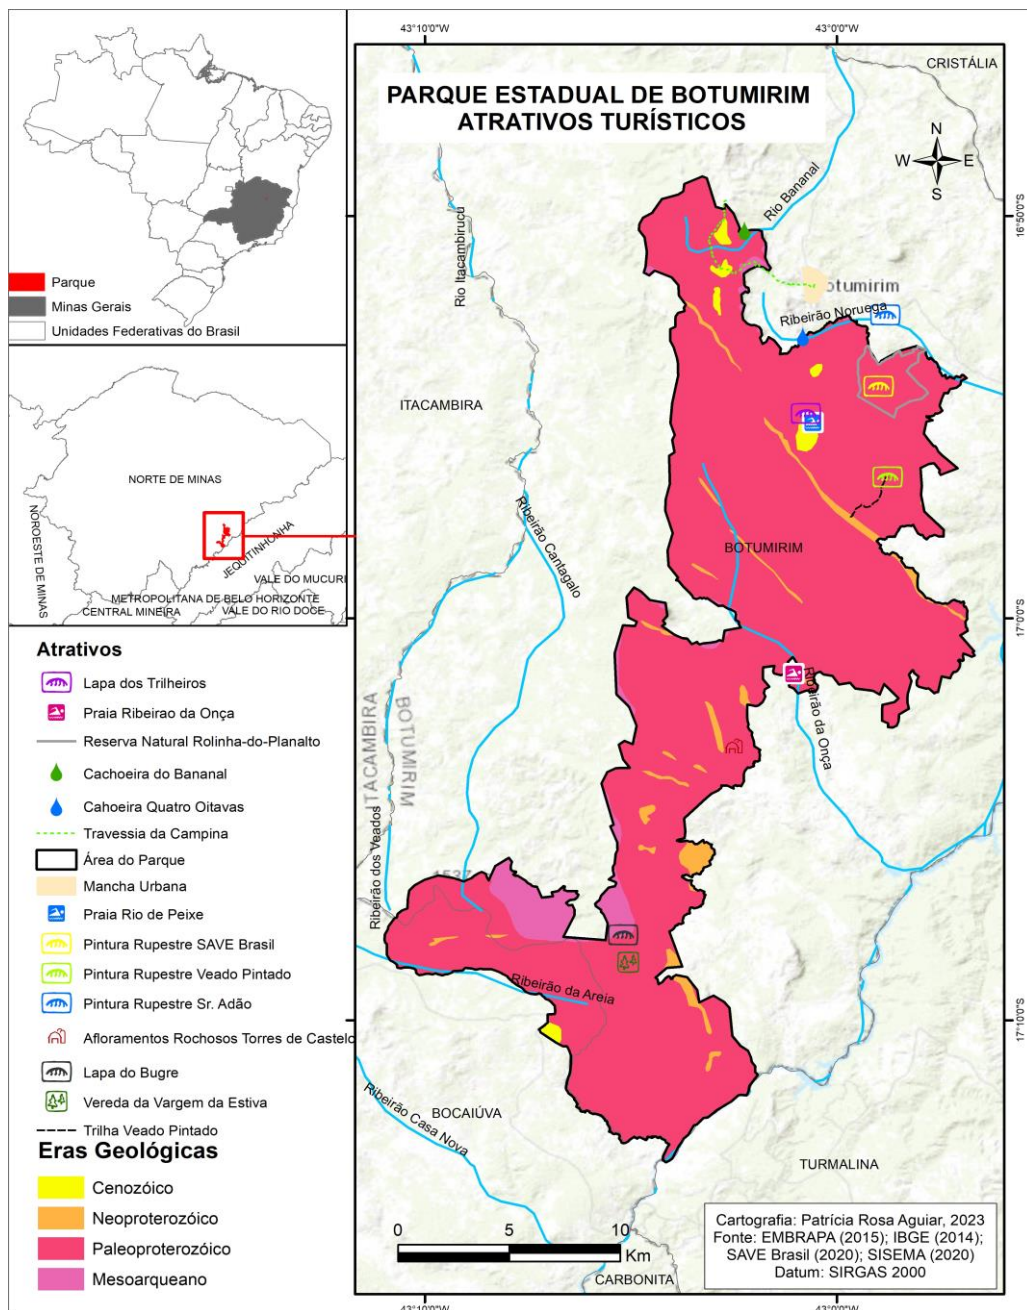 Parque
Minas Gerais
Unidades Federativas do Brasil
NORTE DE MINAS
NOROESTE DE MINAS
JEQUITINHONHA
VALE DO MUCURI
METROPOLITANA DE BELO HORIZONTE
CENTRAL MINEIRA
VALE DO RIO DOCE
Atrativos
Lapa dos Trilheiros
Praia Ribeirao da Onça
Reserva Natural Rolinha-do-Planalto
Cachoeira do Bananal
Cahoeira Quatro Oitavas
Travessia da Campina
Área do Parque
Mancha Urbana
Praia Rio de Peixe
Pintura Rupestre SAVE Brasil
Pintura Rupestre Veado Pintado
Pintura Rupestre Sr. Adão
Afloramentos Rochosos Torres de Castelo
Lapa do Bugre
Vereda da Vargem da Estiva
Trilha Veado Pintado
Eras Geológicas
Cenozóico
Neoproterozóico
Paleoproterozóico
Mesoarqueano
43°10'0"W
43°0'0"W
PARQUE ESTADUAL DE BOTUMIRIM
ATRATIVOS TURÍSTICOS
CRISTÁLIA
N
W E
S
Rio Bananal
16°50'0"S
Rio Itacambiruçu
otumirim
Ribeirão Noruega
ITACAMBIRA
Ribeirão Cantagalo
BOTUMIRIM
17°0'0"S
Ribeirão da Onça
ITACAMBIRA
BOTUMIRIM
Ribeirão dos Veados
1537
Ribeirão da Areia
17°10'0"S
Ribeirão Casa Nova
BOCAIÚVA
TURMALINA
0 5 10
Km
CARBONITA
Cartografia: Patrícia Rosa Aguiar, 2023
Fonte: EMBRAPA (2015); IBGE (2014);
SAVE Brasil (2020); SISEMA (2020)
Datum: SIRGAS 2000
43°10'0"W
43°0'0"W